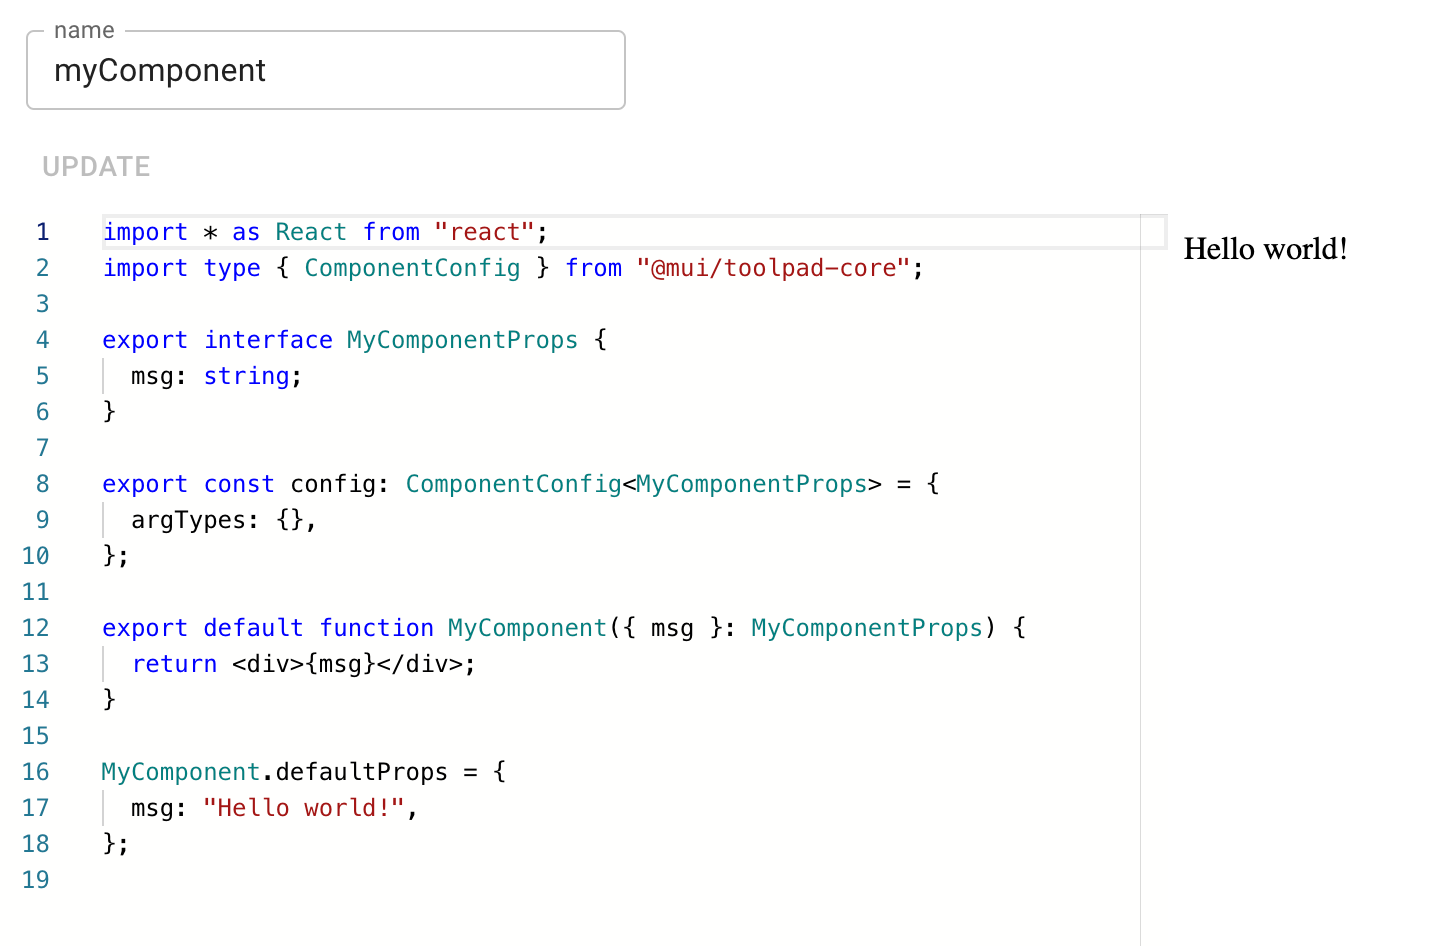 name
myComponent
UPDATE
1 import * as React from "react";
2 import type { ComponentConfig } from "@mui/toolpad-core";
3
4 export interface MyComponentProps {
5   msg: string;
6 }
7
8 export const config: ComponentConfig<MyComponentProps> = {
9   argTypes: {},
10 };
11
12 export default function MyComponent({ msg }: MyComponentProps) {
13   return <div>{msg}</div>;
14 }
15
16 MyComponent.defaultProps = {
17   msg: "Hello world!",
18 };
19
Hello world!